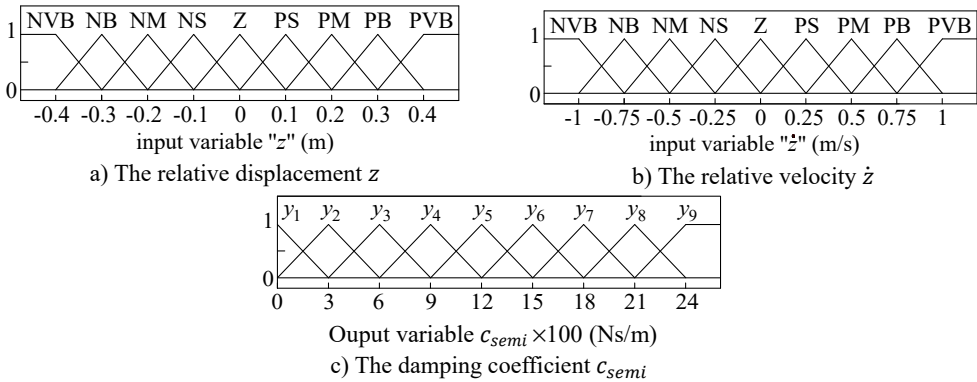 NVB NB NM NS Z PS PM PB PVB
1
0
-0.4 -0.3 -0.2 -0.1 0 0.1 0.2 0.3 0.4
input variable "z" (m)
a) The relative displacement z
NVB NB NM NS Z PS PM PB PVB
1
0
-1 -0.75 -0.5 -0.25 0 0.25 0.5 0.75 1
input variable "ż" (m/s)
b) The relative velocity ż
y₁ y₂ y₃ y₄ y₅ y₆ y₇ y₈ y₉
1
0
0 3 6 9 12 15 18 21 24
Ouput variable c_semi ×100 (Ns/m)
c) The damping coefficient c_semi